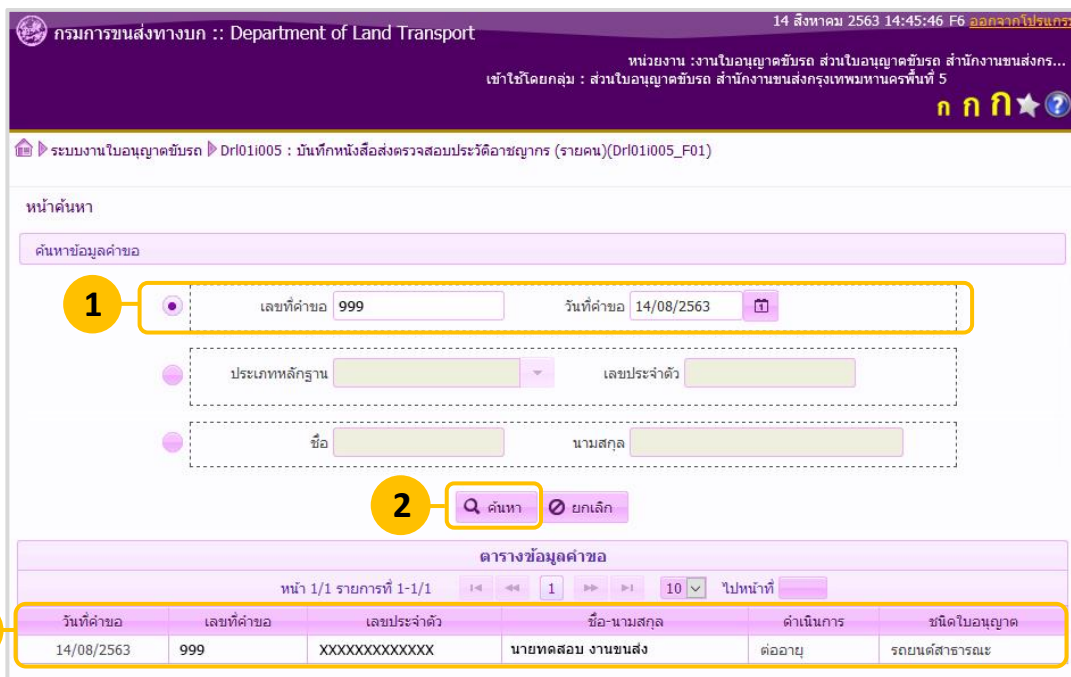 กรมการขนส่งทางบก :: Department of Land Transport
14 สิงหาคม 2563 14:45:46 F6 ออกจากโปรแกร
หน่วยงาน :งานใบอนุญาตขับรถ ส่วนใบอนุญาตขับรถ สำนักงานขนส่งกร...
เข้าใช้โดยกลุ่ม : ส่วนใบอนุญาตขับรถ สำนักงานขนส่งกรุงเทพมหานครพื้นที่ 5
ก ก ก ?
ระบบงานใบอนุญาตขับรถ Drl01i005 : บันทึกหนังสือส่งตรวจสอบประวัติอาชญากร (รายคน)(Drl01i005_F01)
หน้าค้นหา
ค้นหาข้อมูลคำขอ
1 เลขที่คำขอ 999 วันที่คำขอ 14/08/2563
ประเภทหลักฐาน เลขประจำตัว
ชื่อ นามสกุล
2 ค้นหา ยกเลิก
ตารางข้อมูลคำขอ
หน้า 1/1 รายการที่ 1-1/1 1 10 ไปหน้าที่
วันที่คำขอ เลขที่คำขอ เลขประจำตัว ชื่อ-นามสกุล ดำเนินการ ชนิดใบอนุญาต
14/08/2563 999 XXXXXXXXXXXXX นายทดสอบ งานขนส่ง ต่ออายุ รถยนต์สาธารณะ